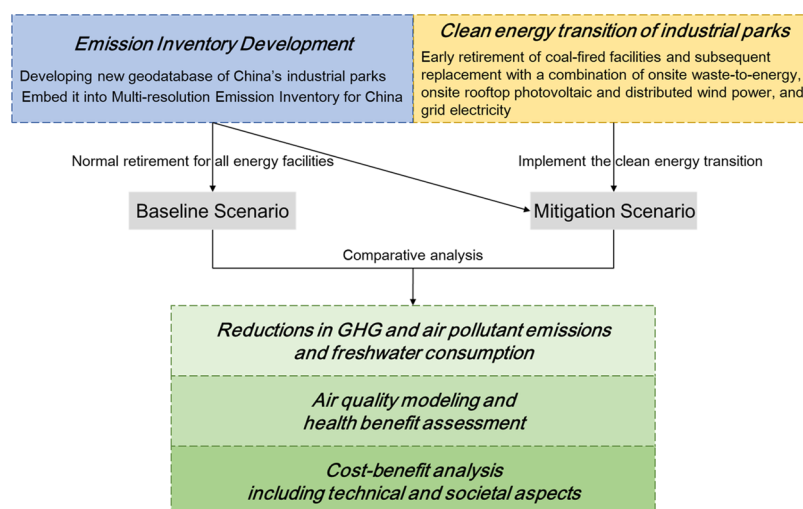 Emission Inventory Development
Developing new geodatabase of China's industrial parks
Embed it into Multi-resolution Emission Inventory for China
Clean energy transition of industrial parks
Early retirement of coal-fired facilities and subsequent
replacement with a combination of onsite waste-to-energy,
onsite rooftop photovoltaic and distributed wind power, and
grid electricity
Normal retirement for all energy facilities
Implement the clean energy transition
Baseline Scenario
Mitigation Scenario
Comparative analysis
Reductions in GHG and air pollutant emissions
and freshwater consumption
Air quality modeling and
health benefit assessment
Cost-benefit analysis
including technical and societal aspects